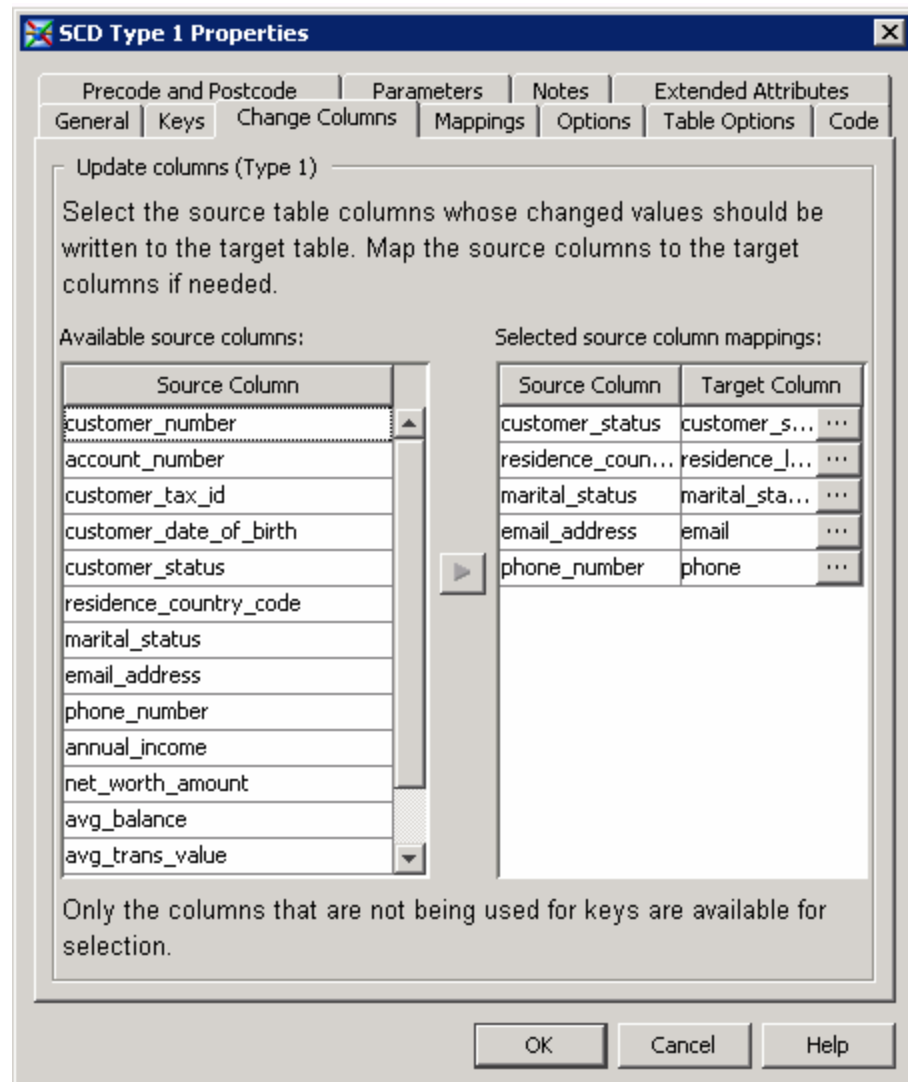 SCD Type 1 Properties
Precode and Postcode Parameters Notes Extended Attributes
General Keys Change Columns Mappings Options Table Options Code
Update columns (Type 1)
Select the source table columns whose changed values should be
written to the target table. Map the source columns to the target
columns if needed.
Available source columns:
Source Column
customer_number
account_number
customer_tax_id
customer_date_of_birth
customer_status
residence_country_code
marital_status
email_address
phone_number
annual_income
net_worth_amount
avg_balance
avg_trans_value
Selected source column mappings:
Source Column Target Column
customer_status customer_s... ...
residence_coun... residence_l... ...
marital_status marital_sta... ...
email_address email ...
phone_number phone ...
Only the columns that are not being used for keys are available for
selection.
OK Cancel Help